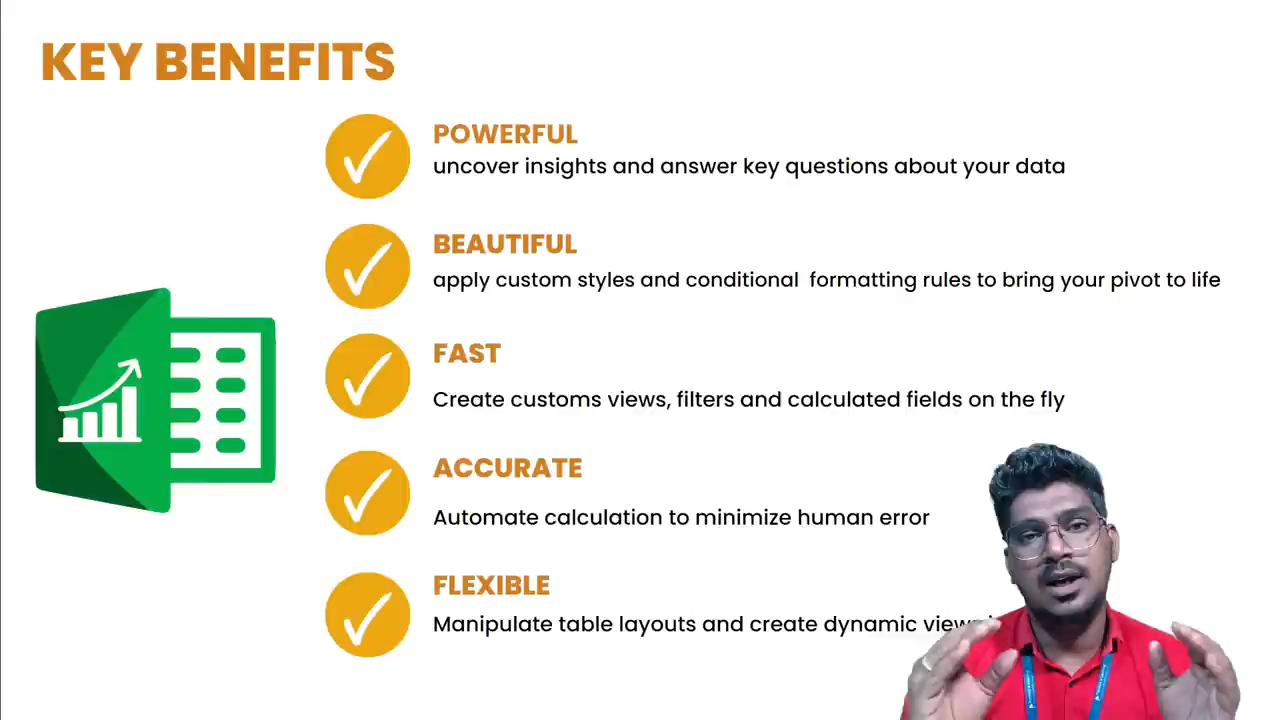 KEY BENEFITS
POWERFUL
uncover insights and answer key questions about your data
BEAUTIFUL
apply custom styles and conditional  formatting rules to bring your pivot to life
FAST
Create customs views, filters and calculated fields on the fly
ACCURATE
Automate calculation to minimize human error
FLEXIBLE
Manipulate table layouts and create dynamic